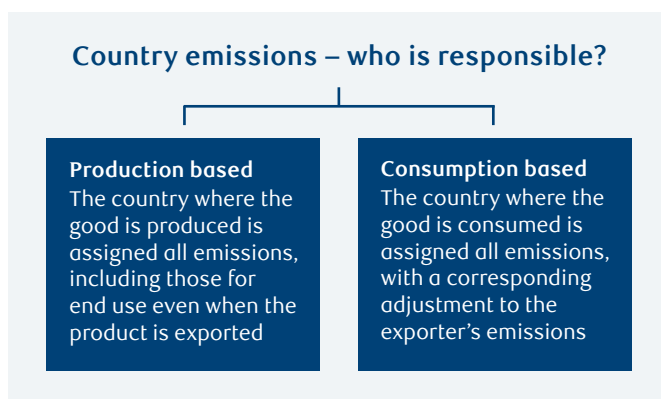 Country emissions – who is responsible?
Production based
The country where the
good is produced is
assigned all emissions,
including those for
end use even when the
product is exported
Consumption based
The country where the
good is consumed is
assigned all emissions,
with a corresponding
adjustment to the
exporter’s emissions